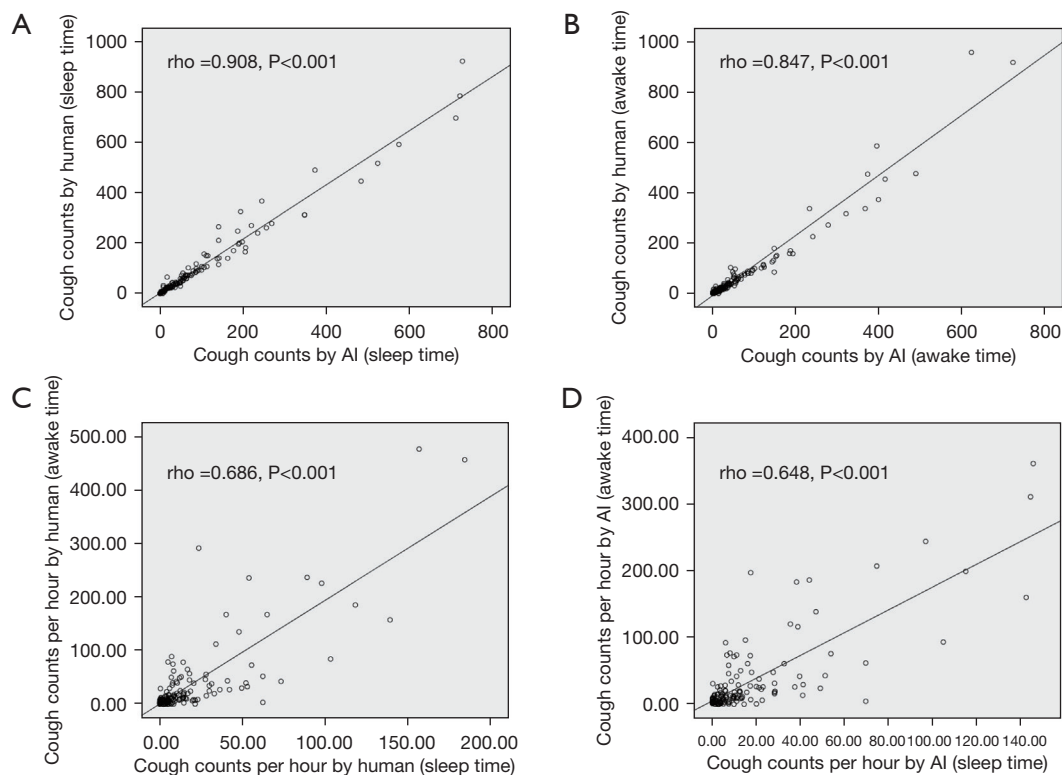 A
Cough counts by human (sleep time)
1000
800
600
400
200
0
rho =0.908, P<0.001
0 200 400 600 800
Cough counts by AI (sleep time)
B
Cough counts by human (awake time)
1000
800
600
400
200
0
rho =0.847, P<0.001
0 200 400 600 800
Cough counts by AI (awake time)
C
Cough counts per hour by human (awake time)
500.00
400.00
300.00
200.00
100.00
0.00
rho =0.686, P<0.001
0.00 50.00 100.00 150.00 200.00
Cough counts per hour by human (sleep time)
D
Cough counts per hour by AI (awake time)
400.00
300.00
200.00
100.00
0.00
rho =0.648, P<0.001
0.00 20.00 40.00 60.00 80.00 100.00 120.00 140.00
Cough counts per hour by AI (sleep time)